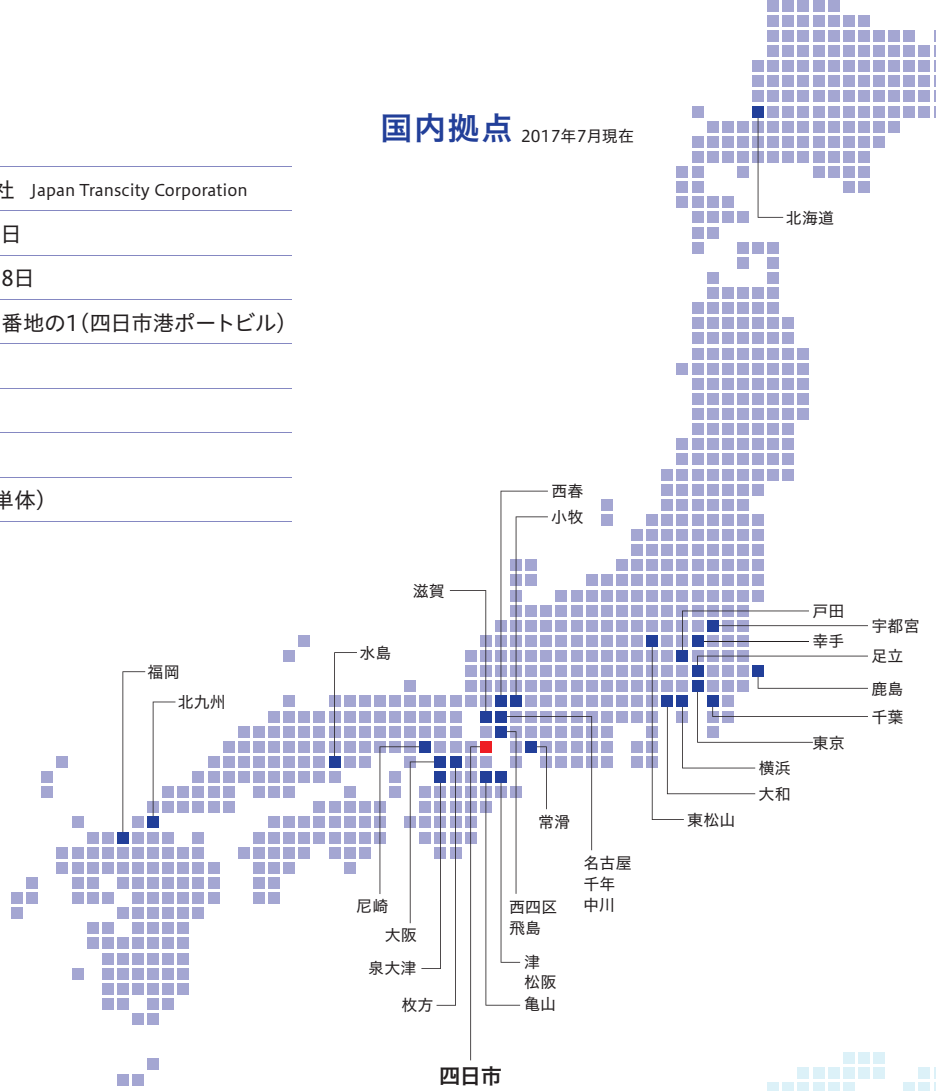 国内拠点 2017年7月現在
社 Japan Transcity Corporation
日
8日
番地の1（四日市港ポートビル）
単体）
北海道
西春
小牧
滋賀
戸田
宇都宮
幸手
足立
水島
福岡
鹿島
北九州
千葉
東京
横浜
大和
東松山
常滑
名古屋
千年
中川
尼崎
西四区
飛島
大阪
泉大津
津
松阪
枚方
亀山
四日市